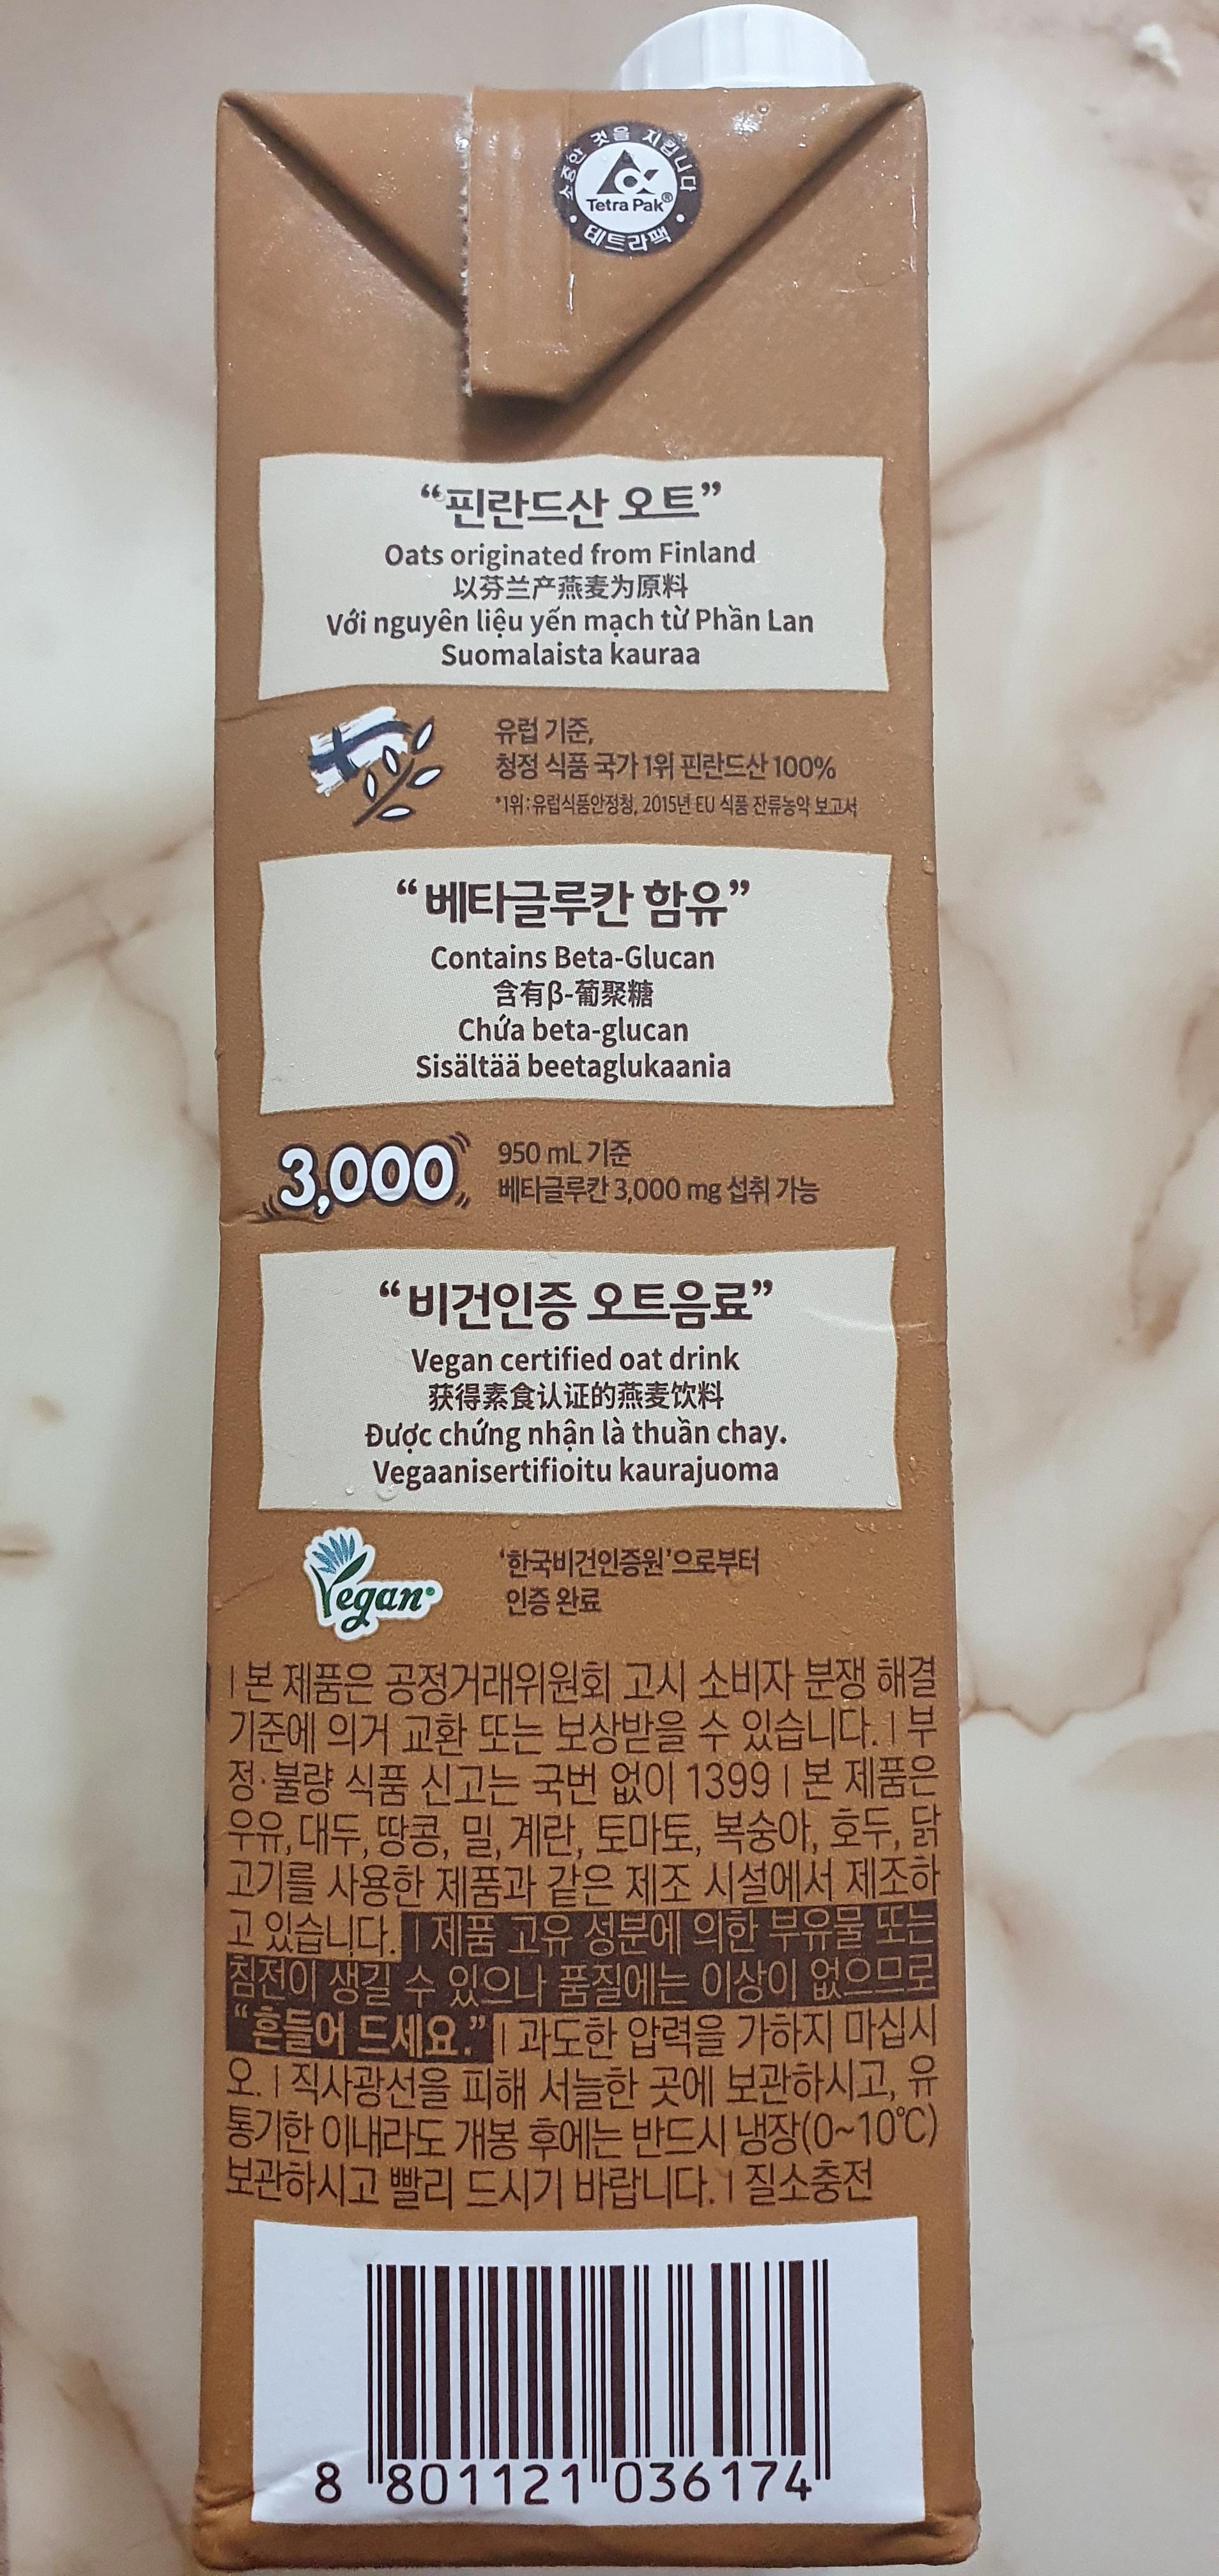 소중한 것을 지킵니다
Tetra Pak®
테트라팩
“핀란드산 오트”
Oats originated from Finland
以芬兰产燕麦为原料
Với nguyên liệu yến mạch từ Phần Lan
Suomalaista kauraa
유럽 기준,
청정 식품 국가 1위 핀란드산 100%
*1위:유럽식품안정청, 2015년 EU 식품 잔류농약 보고서
“베타글루칸 함유”
Contains Beta-Glucan
含有β-葡聚糖
Chứa beta-glucan
Sisältää beetaglukaania
3,000
950 mL 기준
베타글루칸 3,000 mg 섭취 가능
“비건인증 오트음료”
Vegan certified oat drink
获得素食认证的燕麦饮料
Được chứng nhận là thuần chay.
Vegaanisertifioitu kaurajuoma
Vegan
‘한국비건인증원’으로부터
인증 완료
| 본 제품은 공정거래위원회 고시 소비자 분쟁 해결
기준에 의거 교환 또는 보상받을 수 있습니다. | 부
정·불량 식품 신고는 국번 없이 1399 | 본 제품은
우유, 대두, 땅콩, 밀, 계란, 토마토, 복숭아, 호두, 닭
고기를 사용한 제품과 같은 제조 시설에서 제조하
고 있습니다. | 제품 고유 성분에 의한 부유물 또는
침전이 생길 수 있으나 품질에는 이상이 없으므로
“흔들어 드세요.” | 과도한 압력을 가하지 마십시
오. | 직사광선을 피해 서늘한 곳에 보관하시고, 유
통기한 이내라도 개봉 후에는 반드시 냉장(0~10℃)
보관하시고 빨리 드시기 바랍니다. | 질소충전
8 801121 036174